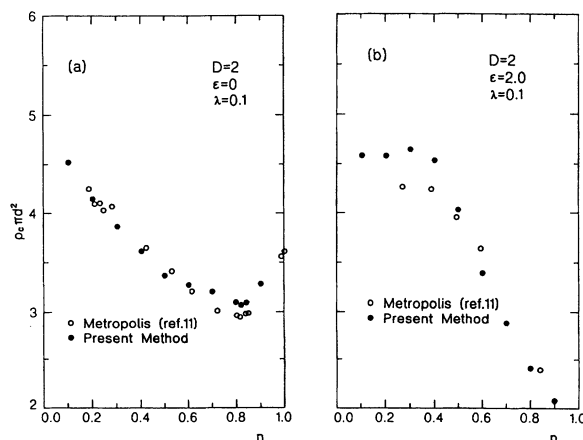 6
5
4
3
2
ρ_c πd²
(a)
D=2
ε=0
λ=0.1
○ Metropolis (ref.11)
● Present Method
0.0 0.2 0.4 0.6 0.8 1.0
(b)
D=2
ε=2.0
λ=0.1
○ Metropolis (ref.11)
● Present Method
0.0 0.2 0.4 0.6 0.8 1.0